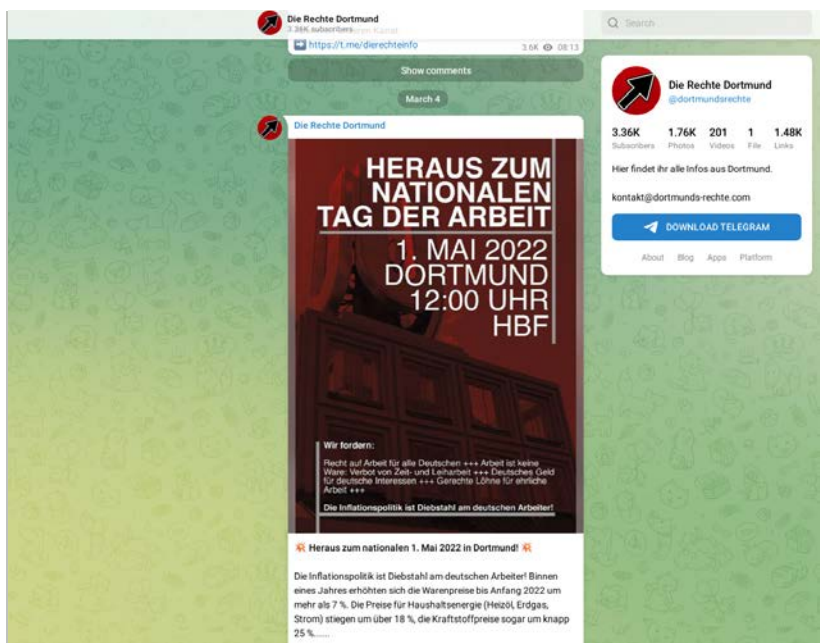 Die Rechte Dortmund
3.36K subscribers
https://t.me/dierechteinfo
3.6K 08:13
Show comments
March 4
Die Rechte Dortmund
HERAUS ZUM
NATIONALEN
TAG DER ARBEIT
1. MAI 2022
DORTMUND
12:00 UHR
HBF
Wir fordern:
Recht auf Arbeit für alle Deutschen +++ Arbeit ist keine
Ware: Verbot von Zeit- und Leiharbeit +++ Deutsches Geld
für deutsche Interessen +++ Gerechte Löhne für ehrliche
Arbeit +++
Die Inflationspolitik ist Diebstahl am deutschen Arbeiter!
Heraus zum nationalen 1. Mai 2022 in Dortmund!
Die Inflationspolitik ist Diebstahl am deutschen Arbeiter! Binnen
eines Jahres erhöhten sich die Warenpreise bis Anfang 2022 um
mehr als 7 %. Die Preise für Haushaltsenergie (Heizöl, Erdgas,
Strom) stiegen um über 18 %, die Kraftstoffpreise sogar um knapp
25 %......
Search
Die Rechte Dortmund
@dortmundsrechte
3.36K 1.76K 201 1 1.48K
Subscribers Photos Videos File Links
Hier findet ihr alle Infos aus Dortmund.
kontakt@dortmunds-rechte.com
DOWNLOAD TELEGRAM
About Blog Apps Platform